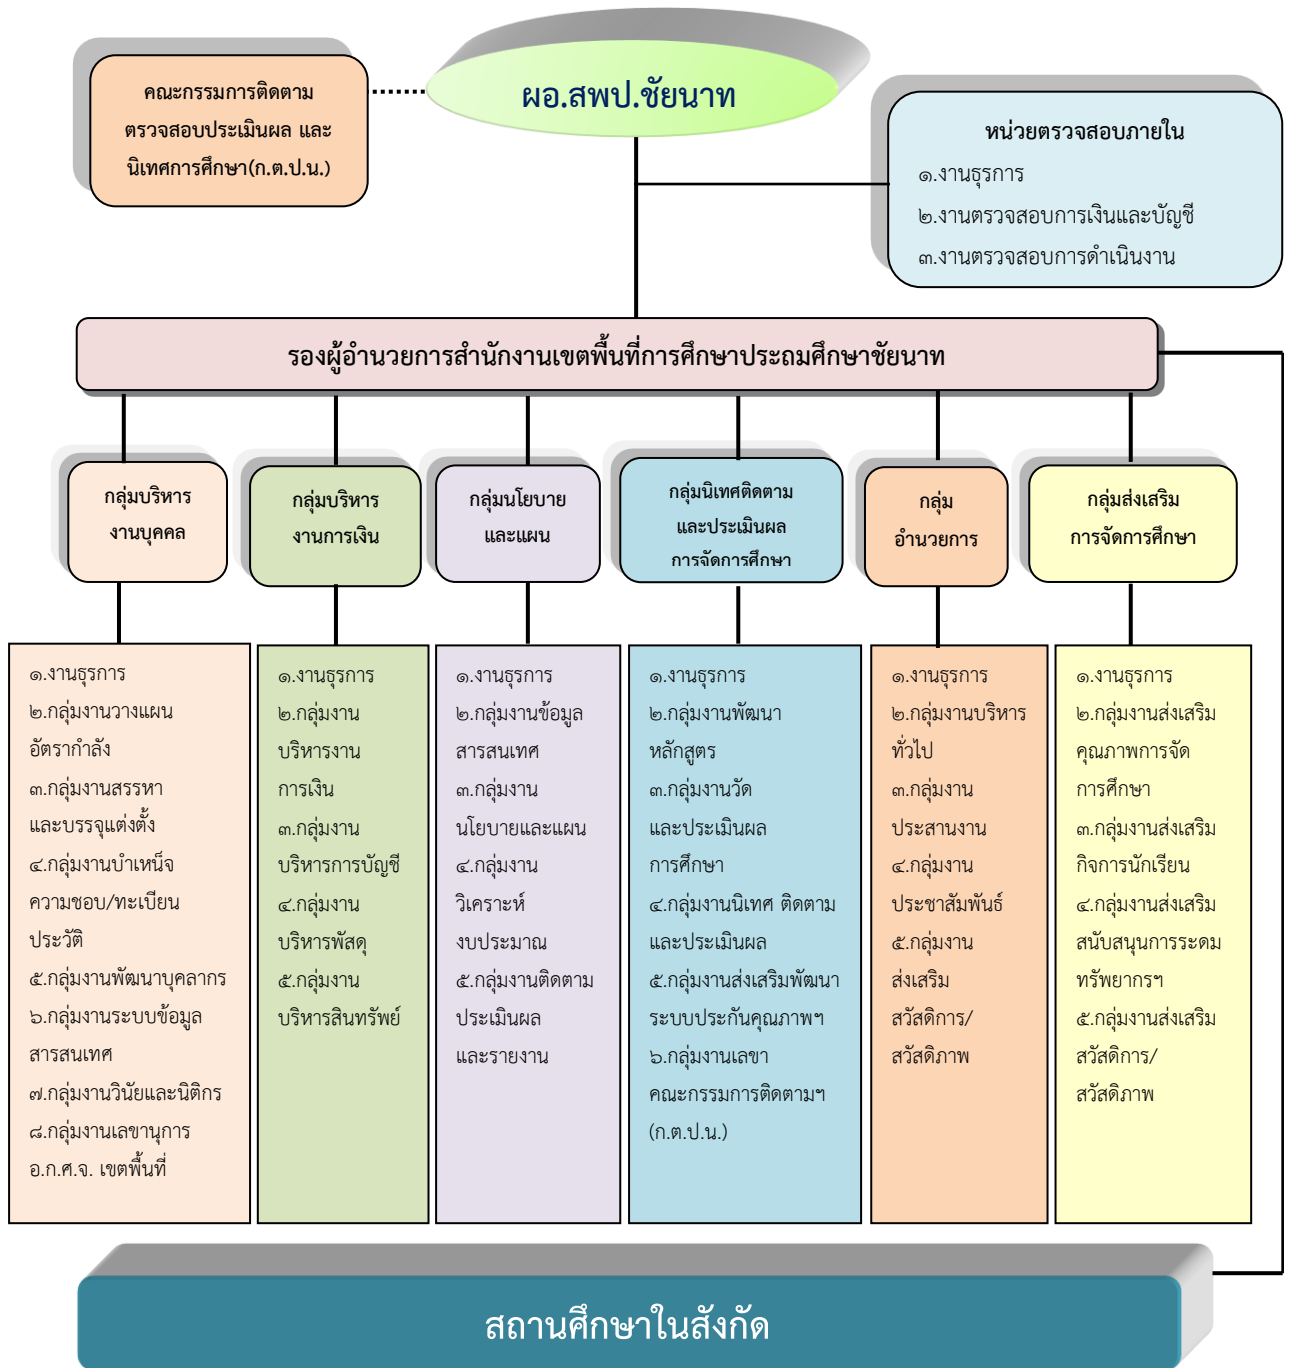 ผอ.สพป.ชัยนาท
คณะกรรมการติดตาม
ตรวจสอบประเมินผล และ
นิเทศการศึกษา(ก.ต.ป.น.)
หน่วยตรวจสอบภายใน
๑.งานธุรการ
๒.งานตรวจสอบการเงินและบัญชี
๓.งานตรวจสอบการดำเนินงาน
รองผู้อำนวยการสำนักงานเขตพื้นที่การศึกษาประถมศึกษาชัยนาท
กลุ่มบริหาร
งานบุคคล
กลุ่มบริหาร
งานการเงิน
กลุ่มนโยบาย
และแผน
กลุ่มนิเทศติดตาม
และประเมินผล
การจัดการศึกษา
กลุ่ม
อำนวยการ
กลุ่มส่งเสริม
การจัดการศึกษา
๑.งานธุรการ
๒.กลุ่มงานวางแผน
อัตรากำลัง
๓.กลุ่มงานสรรหา
และบรรจุแต่งตั้ง
๔.กลุ่มงานบำเหน็จ
ความชอบ/ทะเบียน
ประวัติ
๕.กลุ่มงานพัฒนาบุคลากร
๖.กลุ่มงานระบบข้อมูล
สารสนเทศ
๗.กลุ่มงานวินัยและนิติกร
๘.กลุ่มงานเลขานุการ
อ.ก.ศ.จ. เขตพื้นที่
๑.งานธุรการ
๒.กลุ่มงาน
บริหารงาน
การเงิน
๓.กลุ่มงาน
บริหารการบัญชี
๔.กลุ่มงาน
บริหารพัสดุ
๕.กลุ่มงาน
บริหารสินทรัพย์
๑.งานธุรการ
๒.กลุ่มงานข้อมูล
สารสนเทศ
๓.กลุ่มงาน
นโยบายและแผน
๔.กลุ่มงาน
วิเคราะห์
งบประมาณ
๕.กลุ่มงานติดตาม
ประเมินผล
และรายงาน
๑.งานธุรการ
๒.กลุ่มงานพัฒนา
หลักสูตร
๓.กลุ่มงานวัด
และประเมินผล
การศึกษา
๔.กลุ่มงานนิเทศ ติดตาม
และประเมินผล
๕.กลุ่มงานส่งเสริมพัฒนา
ระบบประกันคุณภาพฯ
๖.กลุ่มงานเลขา
คณะกรรมการติดตามฯ
(ก.ต.ป.น.)
๑.งานธุรการ
๒.กลุ่มงานบริหาร
ทั่วไป
๓.กลุ่มงาน
ประสานงาน
๔.กลุ่มงาน
ประชาสัมพันธ์
๕.กลุ่มงาน
ส่งเสริม
สวัสดิการ/
สวัสดิภาพ
๑.งานธุรการ
๒.กลุ่มงานส่งเสริม
คุณภาพการจัด
การศึกษา
๓.กลุ่มงานส่งเสริม
กิจการนักเรียน
๔.กลุ่มงานส่งเสริม
สนับสนุนการระดม
ทรัพยากรฯ
๕.กลุ่มงานส่งเสริม
สวัสดิการ/
สวัสดิภาพ
สถานศึกษาในสังกัด